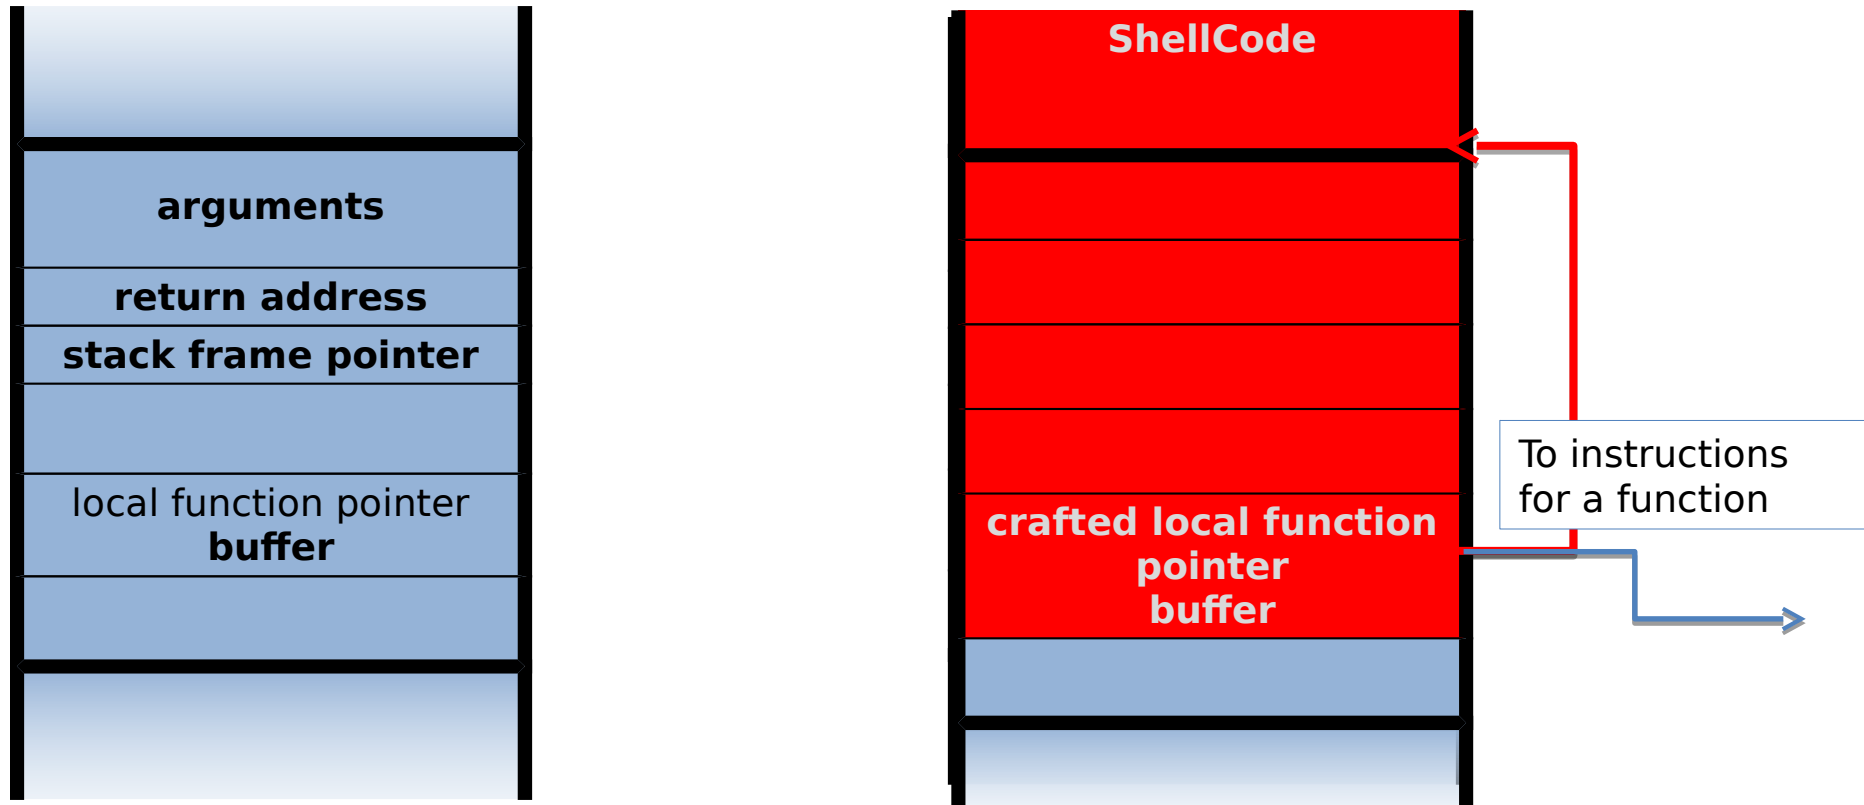 arguments
return address
stack frame pointer
local function pointer
buffer
ShellCode
crafted local function
pointer
buffer
To instructions
for a function